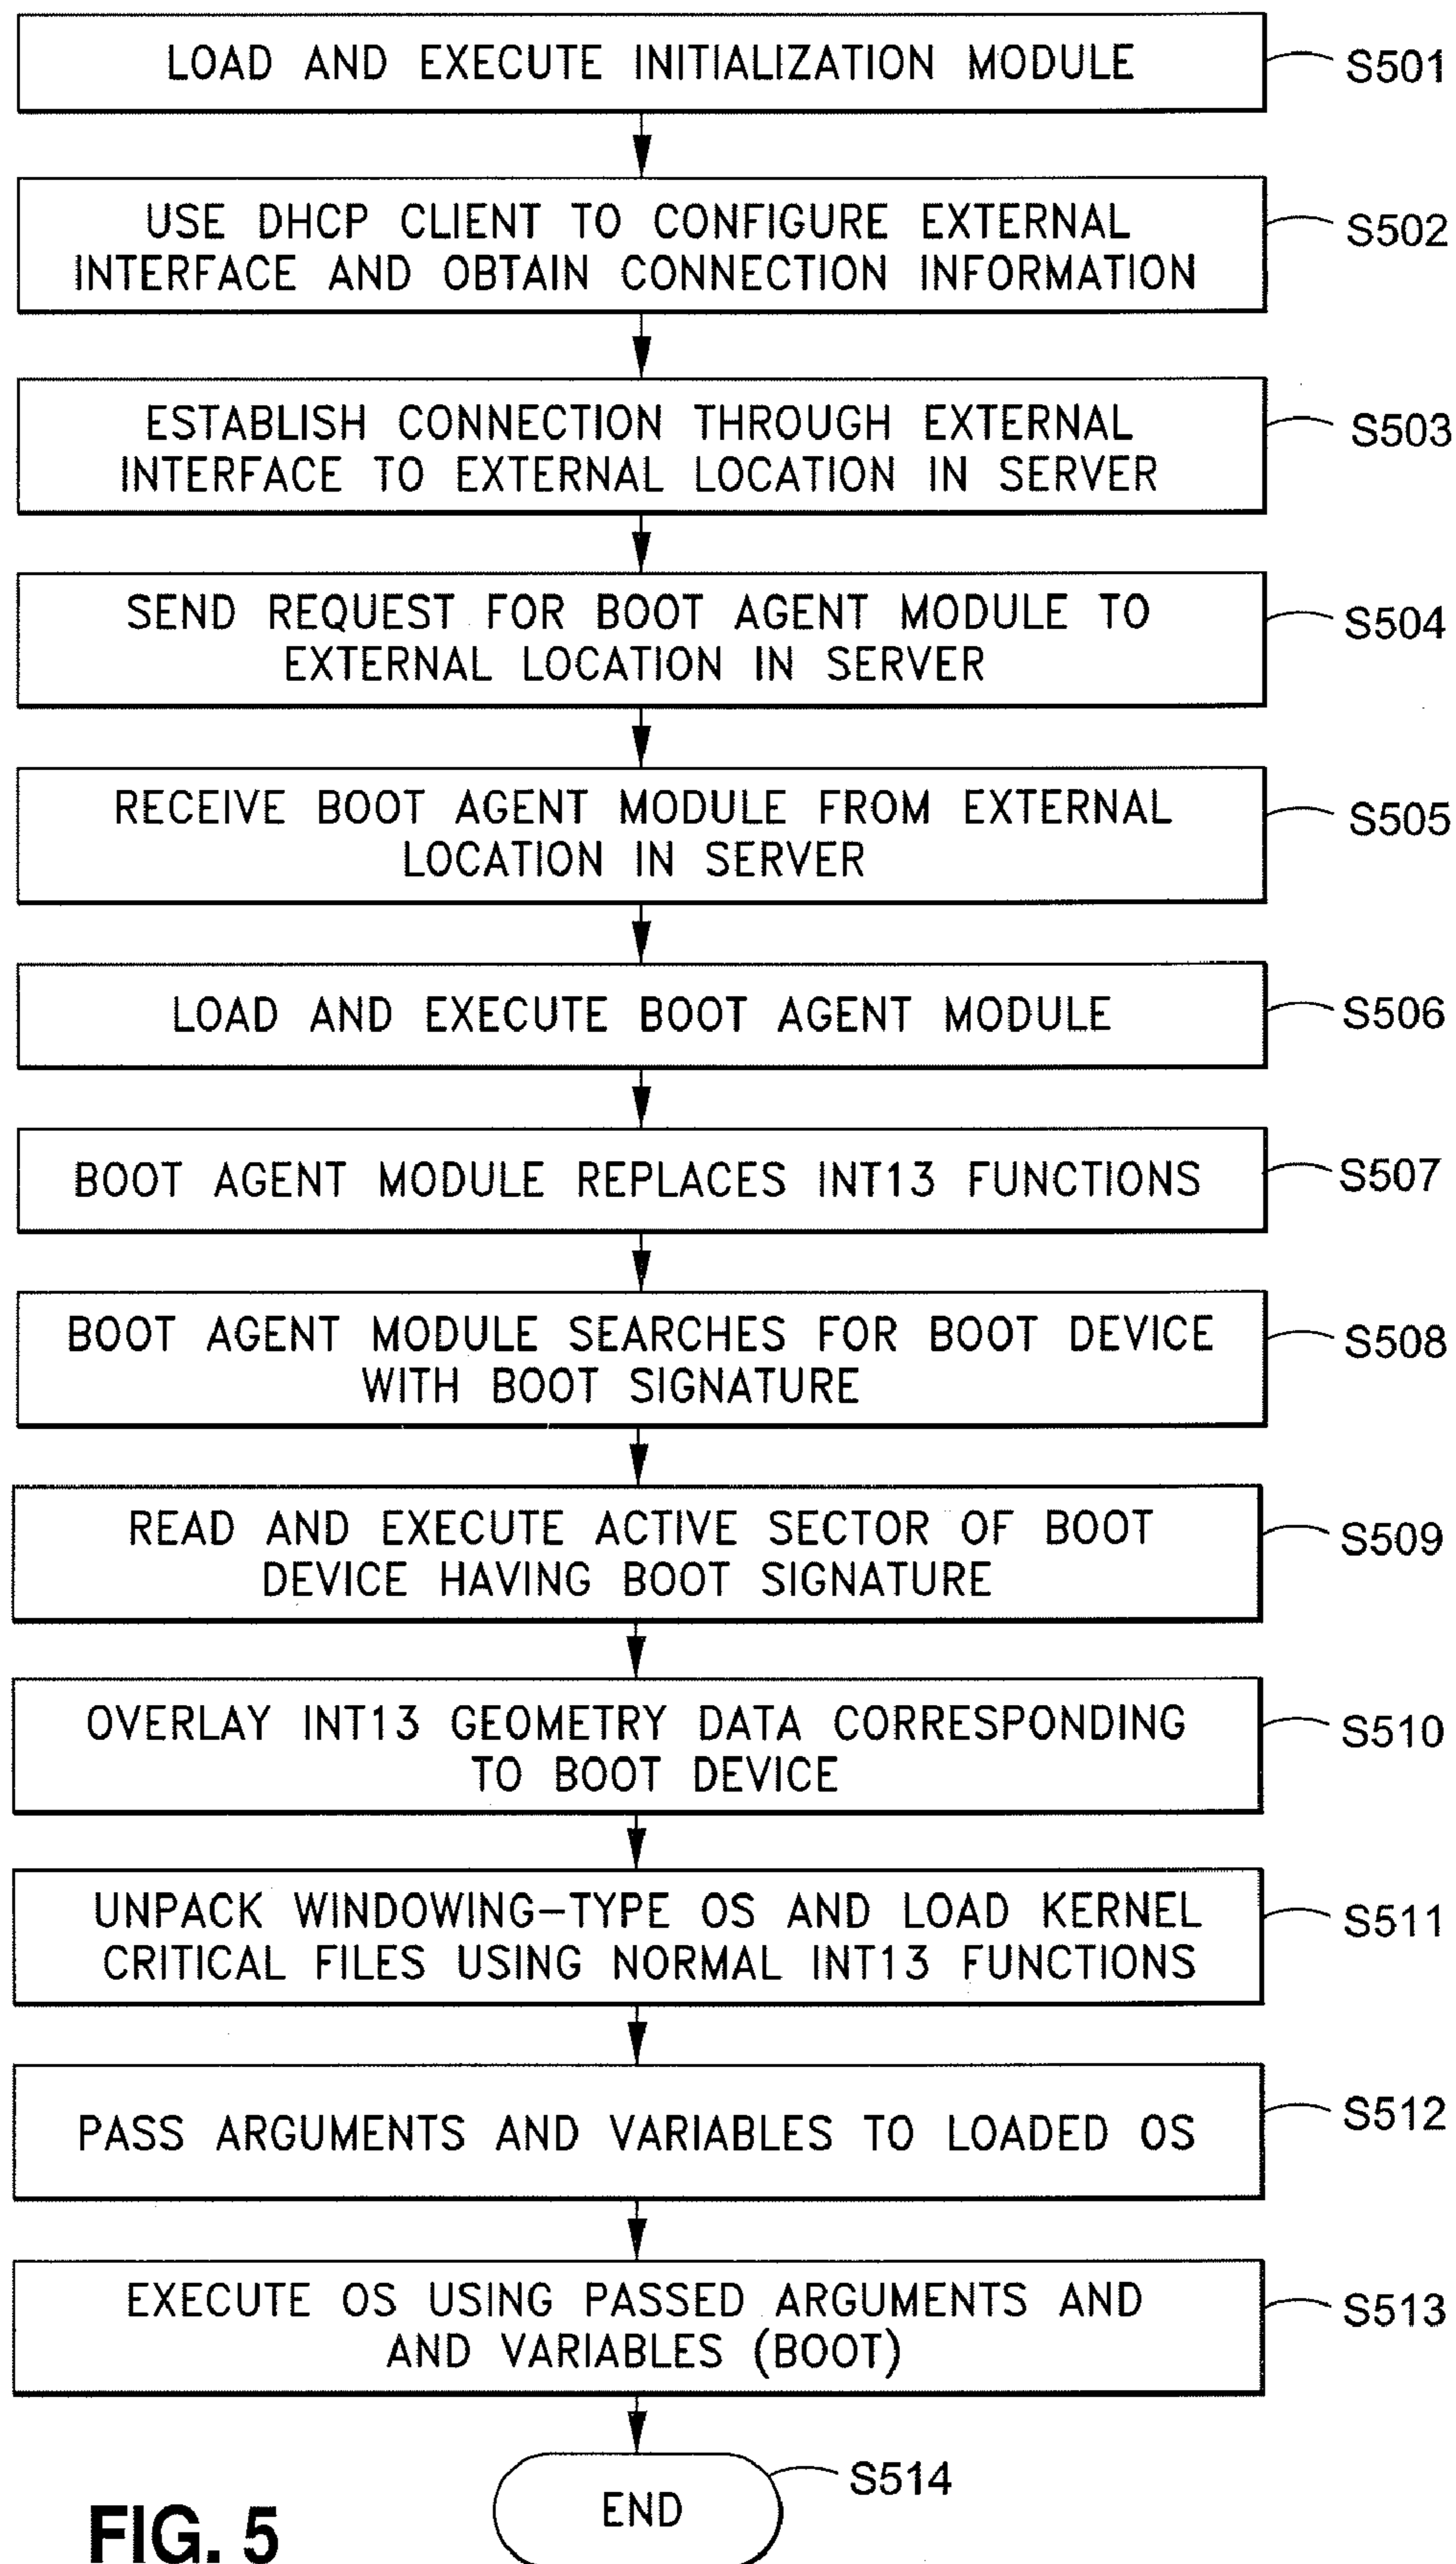 LOAD AND EXECUTE INITIALIZATION MODULE
S501
USE DHCP CLIENT TO CONFIGURE EXTERNAL
INTERFACE AND OBTAIN CONNECTION INFORMATION
S502
ESTABLISH CONNECTION THROUGH EXTERNAL
INTERFACE TO EXTERNAL LOCATION IN SERVER
S503
SEND REQUEST FOR BOOT AGENT MODULE TO
EXTERNAL LOCATION IN SERVER
S504
RECEIVE BOOT AGENT MODULE FROM EXTERNAL
LOCATION IN SERVER
S505
LOAD AND EXECUTE BOOT AGENT MODULE
S506
BOOT AGENT MODULE REPLACES INT13 FUNCTIONS
S507
BOOT AGENT MODULE SEARCHES FOR BOOT DEVICE
WITH BOOT SIGNATURE
S508
READ AND EXECUTE ACTIVE SECTOR OF BOOT
DEVICE HAVING BOOT SIGNATURE
S509
OVERLAY INT13 GEOMETRY DATA CORRESPONDING
TO BOOT DEVICE
S510
UNPACK WINDOWING-TYPE OS AND LOAD KERNEL
CRITICAL FILES USING NORMAL INT13 FUNCTIONS
S511
PASS ARGUMENTS AND VARIABLES TO LOADED OS
S512
EXECUTE OS USING PASSED ARGUMENTS AND
AND VARIABLES (BOOT)
S513
END
S514
FIG. 5